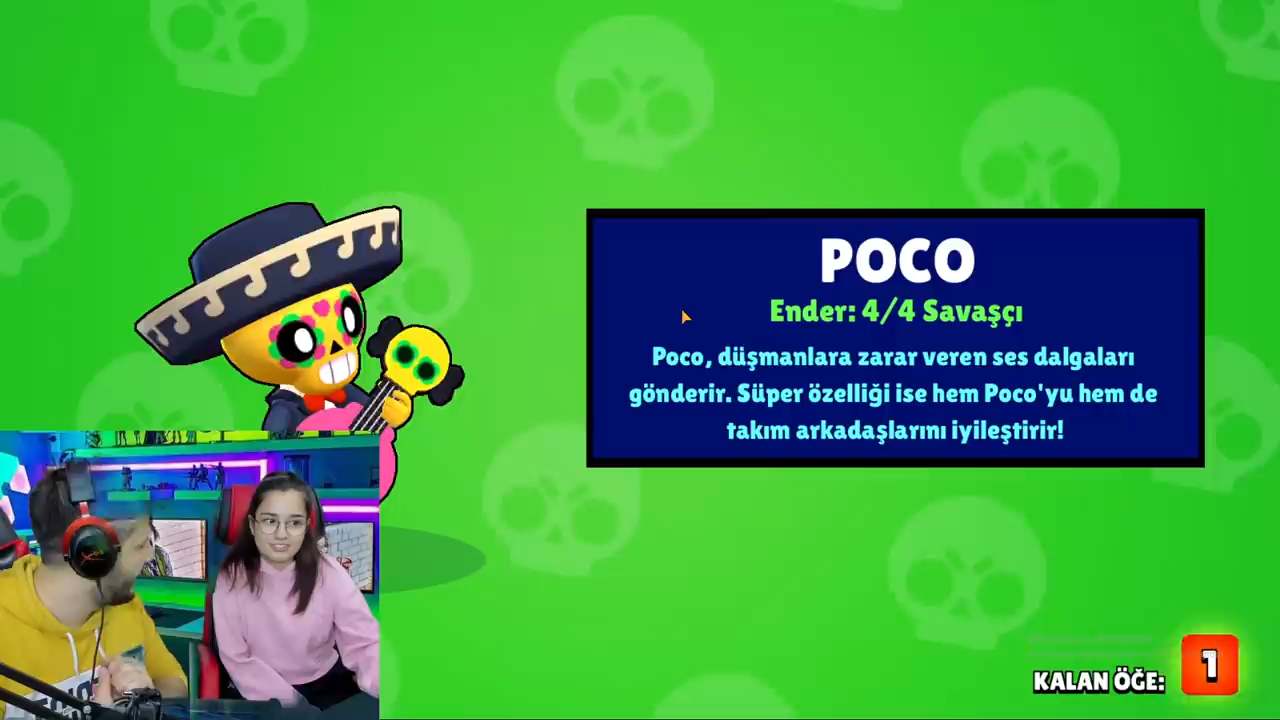 POCO
Ender: 4/4 Savaşçı
Poco, düşmanlara zarar veren ses dalgaları
gönderir. Süper özelliği ise hem Poco'yu hem de
takım arkadaşlarını iyileştirir!
KALAN ÖĞE: 1